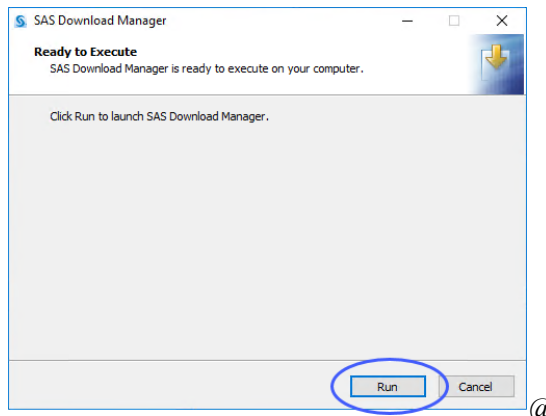 SAS Download Manager
Ready to Execute
SAS Download Manager is ready to execute on your computer.
Click Run to launch SAS Download Manager.
Run Cancel
@